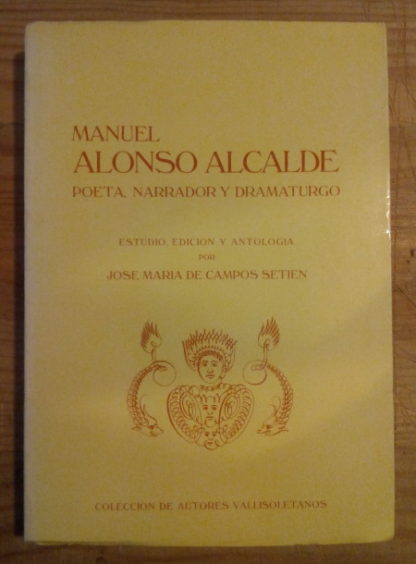 MANUEL
ALONSO ALCALDE
POETA, NARRADOR Y DRAMATURGO
ESTUDIO, EDICION Y ANTOLOGIA
POR
JOSE MARIA DE CAMPOS SETIEN
COLECCION DE AUTORES VALLISOLETANOS